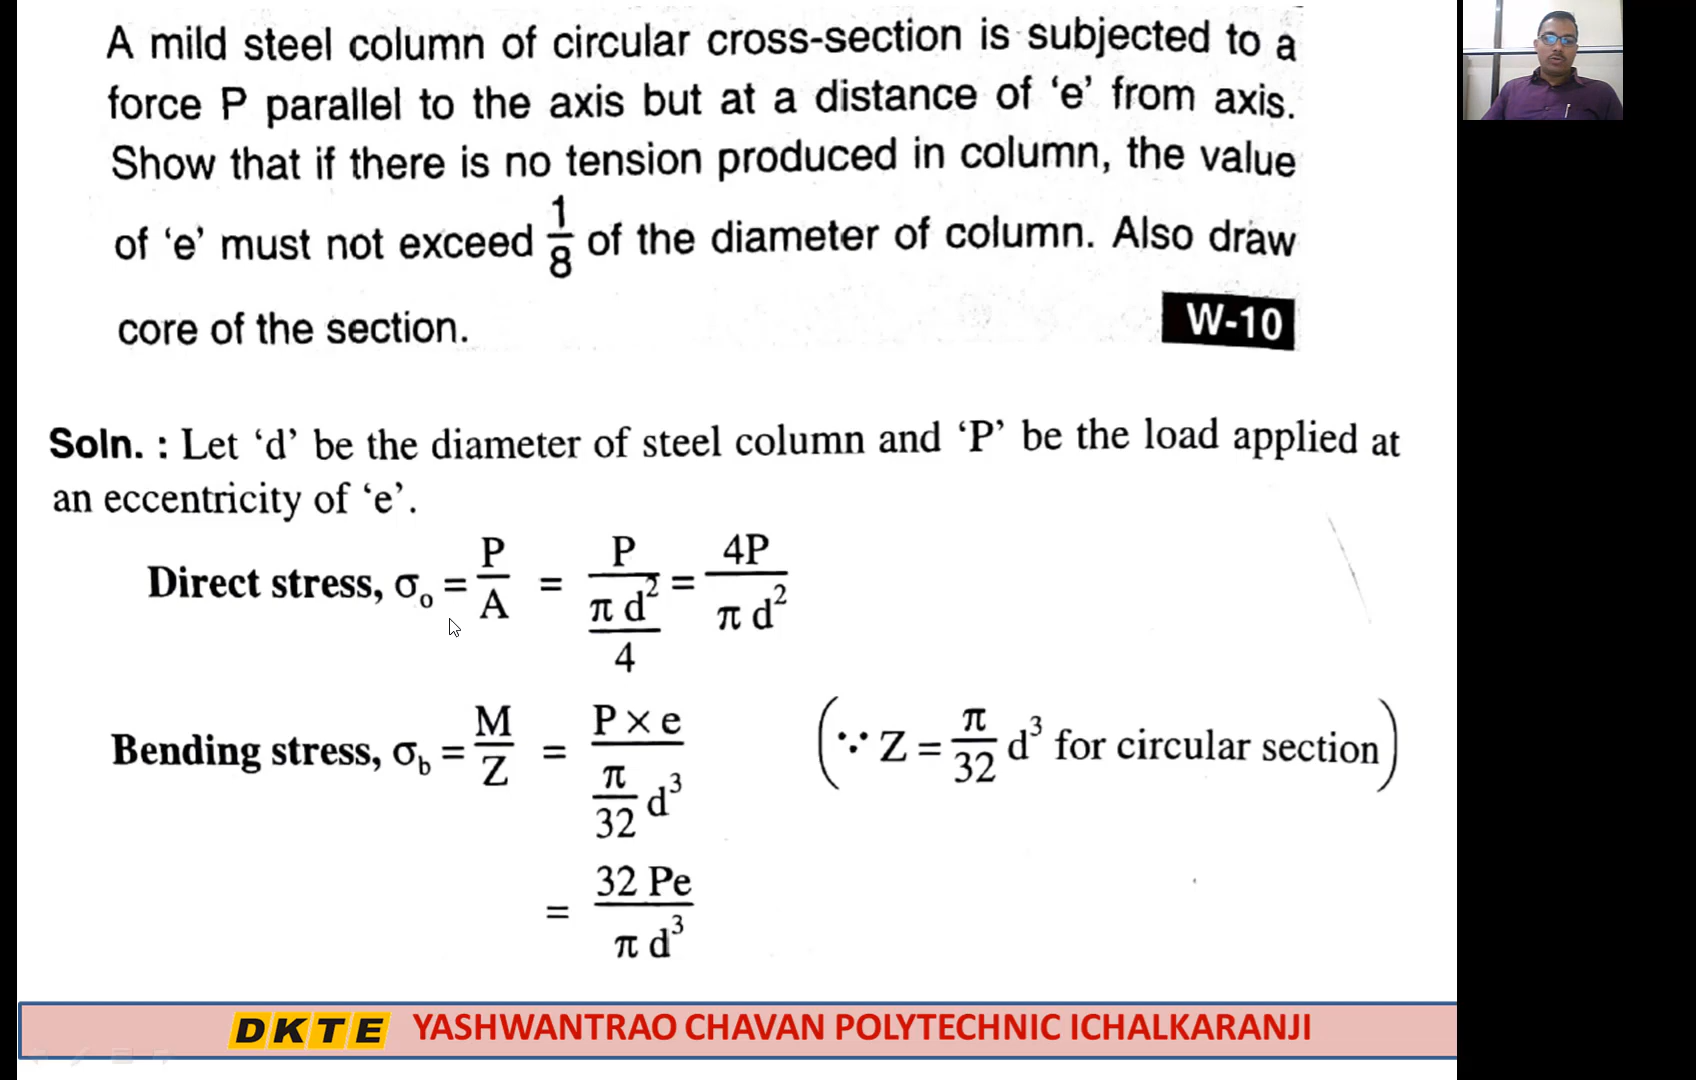 A mild steel column of circular cross-section is subjected to a
force P parallel to the axis but at a distance of ‘e’ from axis.
Show that if there is no tension produced in column, the value
of ‘e’ must not exceed 1/8 of the diameter of column. Also draw
core of the section.
W-10
Soln. : Let ‘d’ be the diameter of steel column and ‘P’ be the load applied at
an eccentricity of ‘e’.
Direct stress, σₒ = P/A = P/(π d²/4) = 4P/(π d²)
Bending stress, σ_b = M/Z = (P × e)/((π/32) d³) (∵ Z = π/32 d³ for circular section)
= 32 Pe/(π d³)
DKTE YASHWANTRAO CHAVAN POLYTECHNIC ICHALKARANJI